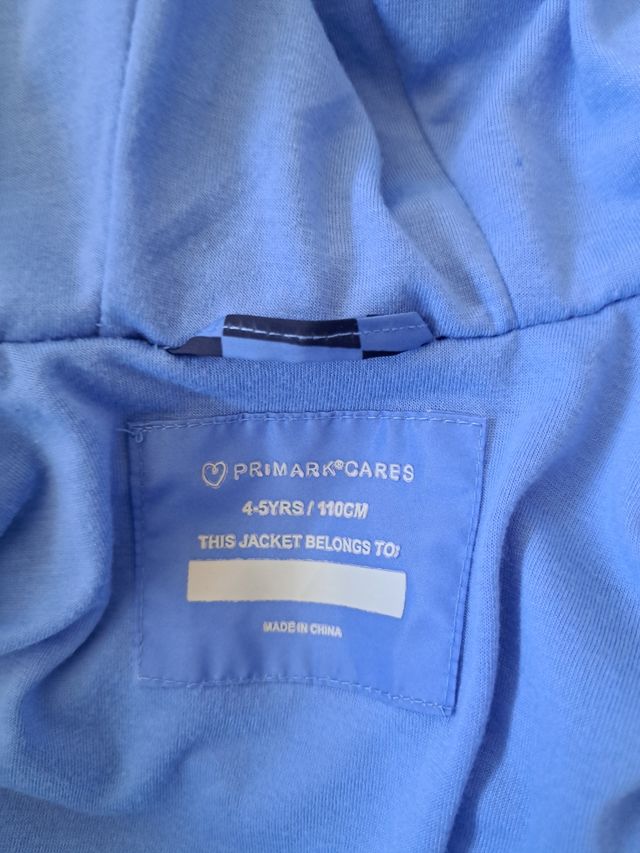 PRIMARK®CARES
4-5YRS / 110CM
THIS JACKET BELONGS TO:
MADE IN CHINA